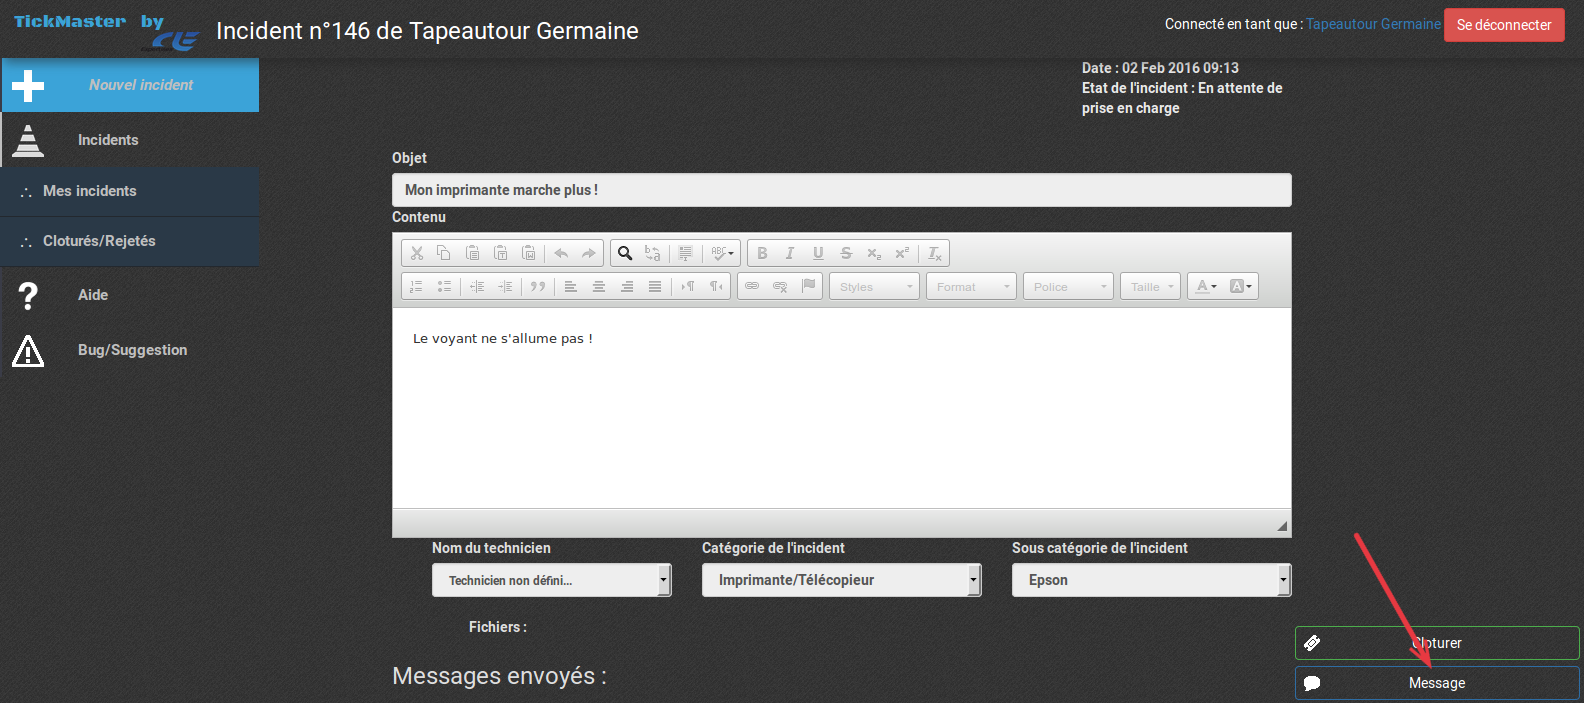 TickMaster by
CLE
Incident n°146 de Tapeautour Germaine
Connecté en tant que : Tapeautour Germaine
Se déconnecter
Nouvel incident
Incidents
Mes incidents
Cloturés/Rejetés
Aide
Bug/Suggestion
Date : 02 Feb 2016 09:13
Etat de l'incident : En attente de
prise en charge
Objet
Mon imprimante marche plus !
Contenu
Styles
Format
Police
Taille
Le voyant ne s'allume pas !
Nom du technicien
Catégorie de l'incident
Sous catégorie de l'incident
Technicien non défini...
Imprimante/Télécopieur
Epson
Fichiers :
Cloturer
Messages envoyés :
Message